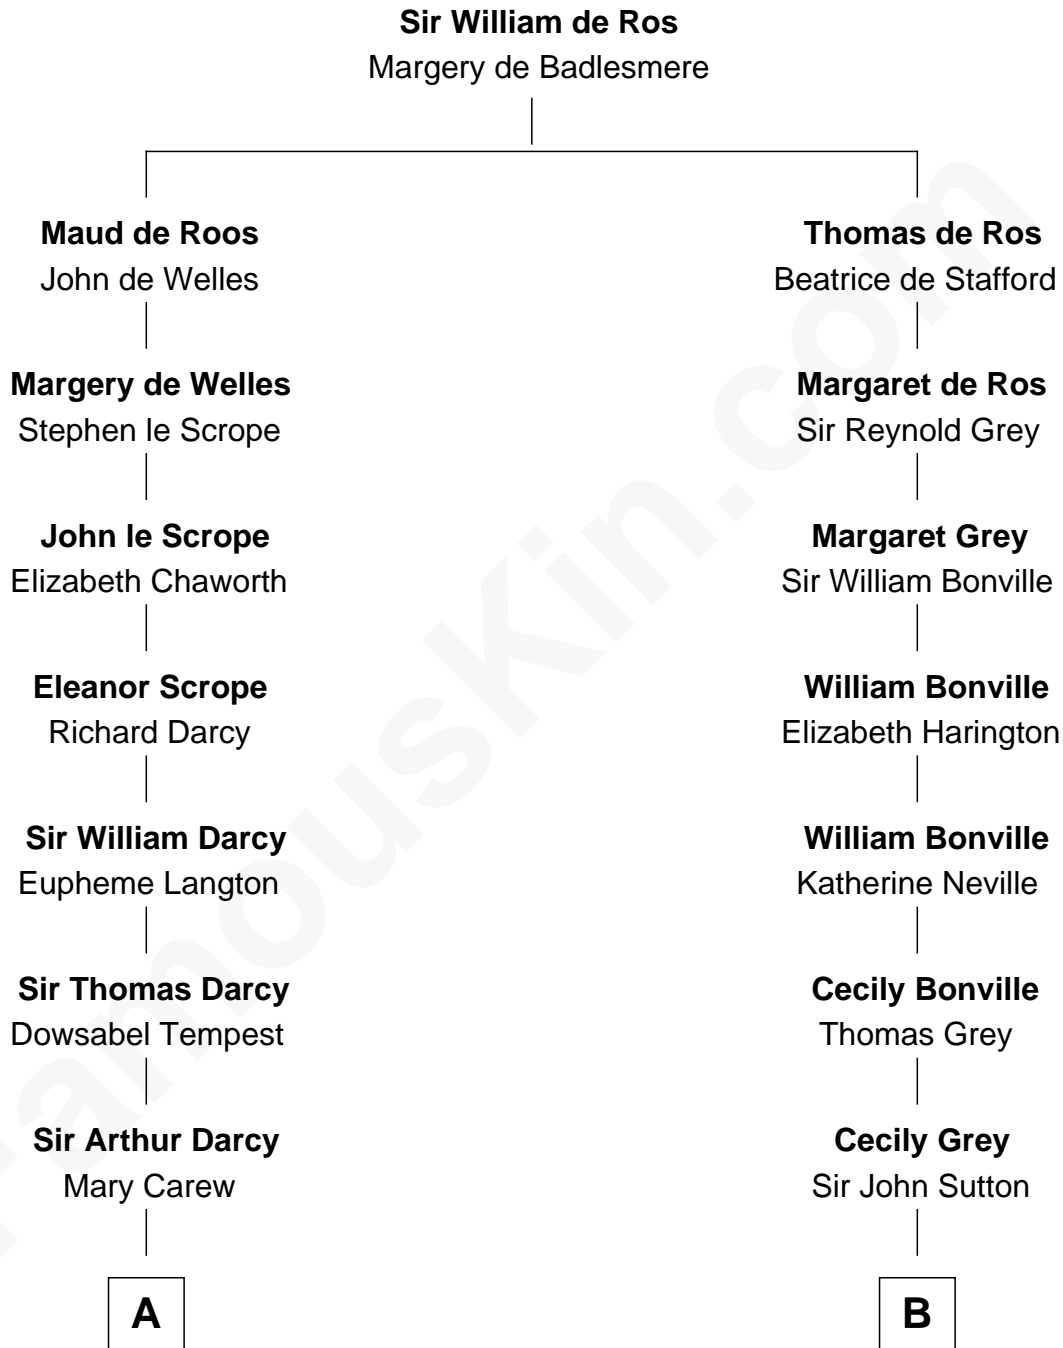 Sir William de Ros
Margery de Badlesmere
Maud de Roos
John de Welles
Thomas de Ros
Beatrice de Stafford
Margery de Welles
Stephen le Scrope
Margaret de Ros
Sir Reynold Grey
John le Scrope
Elizabeth Chaworth
Margaret Grey
Sir William Bonville
Eleanor Scrope
Richard Darcy
William Bonville
Elizabeth Harington
Sir William Darcy
Eupheme Langton
William Bonville
Katherine Neville
Sir Thomas Darcy
Dowsabel Tempest
Cecily Bonville
Thomas Grey
Sir Arthur Darcy
Mary Carew
Cecily Grey
Sir John Sutton
A
B
FamousKin.com